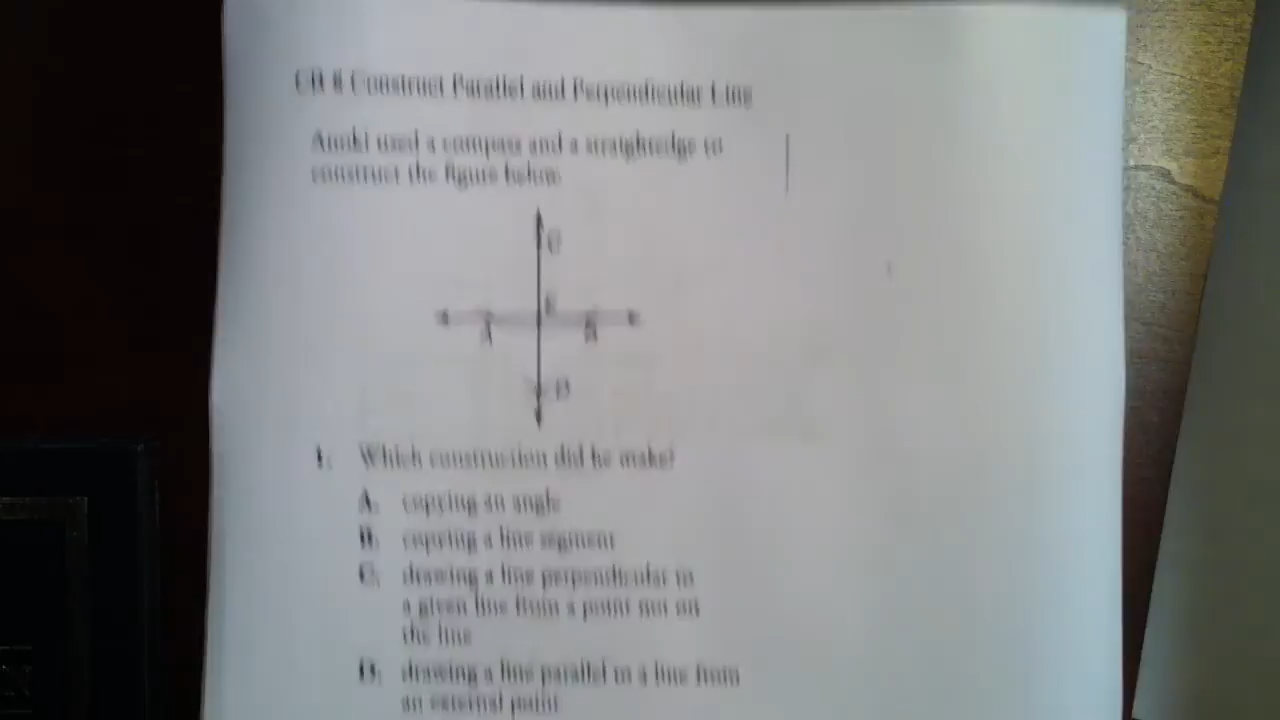 Construct Parallel and Perpendicular Line
used a compass and a straightedge to
construct the figure below.
C
E
A B
D
1. Which construction did he make?
A. copying an angle
B. copying a line segment
C. drawing a line perpendicular to
a given line from a point not on
the line
D. drawing a line parallel to a line from
an external point